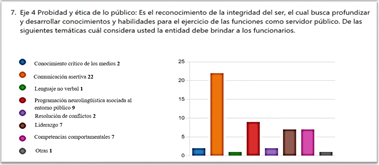 7. Eje 4 Probidad y ética de lo público: Es el reconocimiento de la integridad del ser, el cual busca profundizar
y desarrollar conocimientos y habilidades para el ejercicio de las funciones como servidor público. De las
siguientes temáticas cuál considera usted la entidad debe brindar a los funcionarios.
Conocimiento crítico de los medios 2
Comunicación asertiva 22
Lenguaje no verbal 1
Programación neurolingüística asociada al
entorno público 9
Resolución de conflictos 2
Liderazgo 7
Competencias comportamentales 7
Otras 1
25
20
15
10
5
0